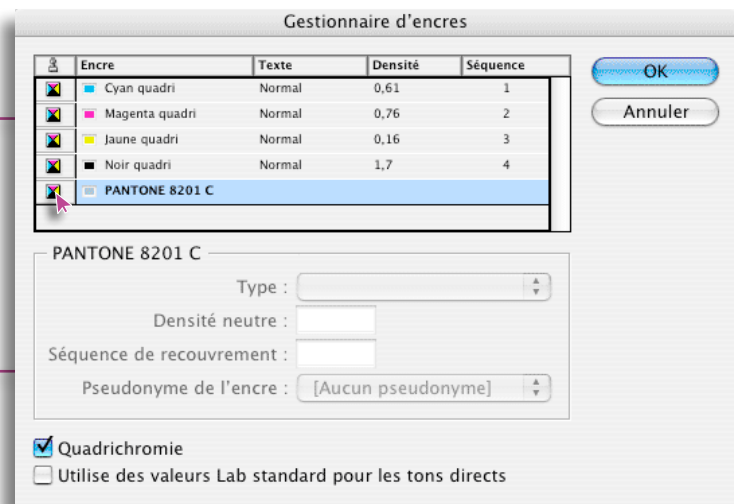 Gestionnaire d'encres
Encre Texte Densité Séquence
Cyan quadri Normal 0,61 1
Magenta quadri Normal 0,76 2
Jaune quadri Normal 0,16 3
Noir quadri Normal 1,7 4
PANTONE 8201 C
OK
Annuler
PANTONE 8201 C
Type :
Densité neutre :
Séquence de recouvrement :
Pseudonyme de l'encre : [Aucun pseudonyme]
Quadrichromie
Utilise des valeurs Lab standard pour les tons directs